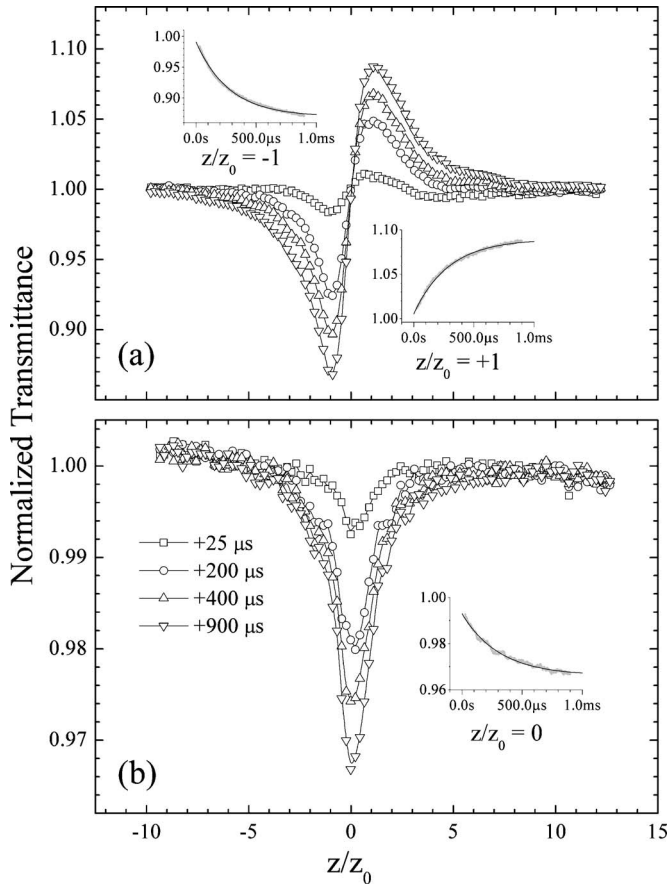 1.10
1.05
1.00
0.95
0.90
1.00
0.95
0.90
0.0s 500.0µs 1.0ms
z/z0 = -1
1.10
1.05
1.00
0.0s 500.0µs 1.0ms
z/z0 = +1
(a)
Normalized Transmittance
1.00
0.99
0.98
0.97
+25 µs
+200 µs
+400 µs
+900 µs
1.00
0.98
0.96
0.0s 500.0µs 1.0ms
z/z0 = 0
(b)
-10 -5 0 5 10 15
z/z0